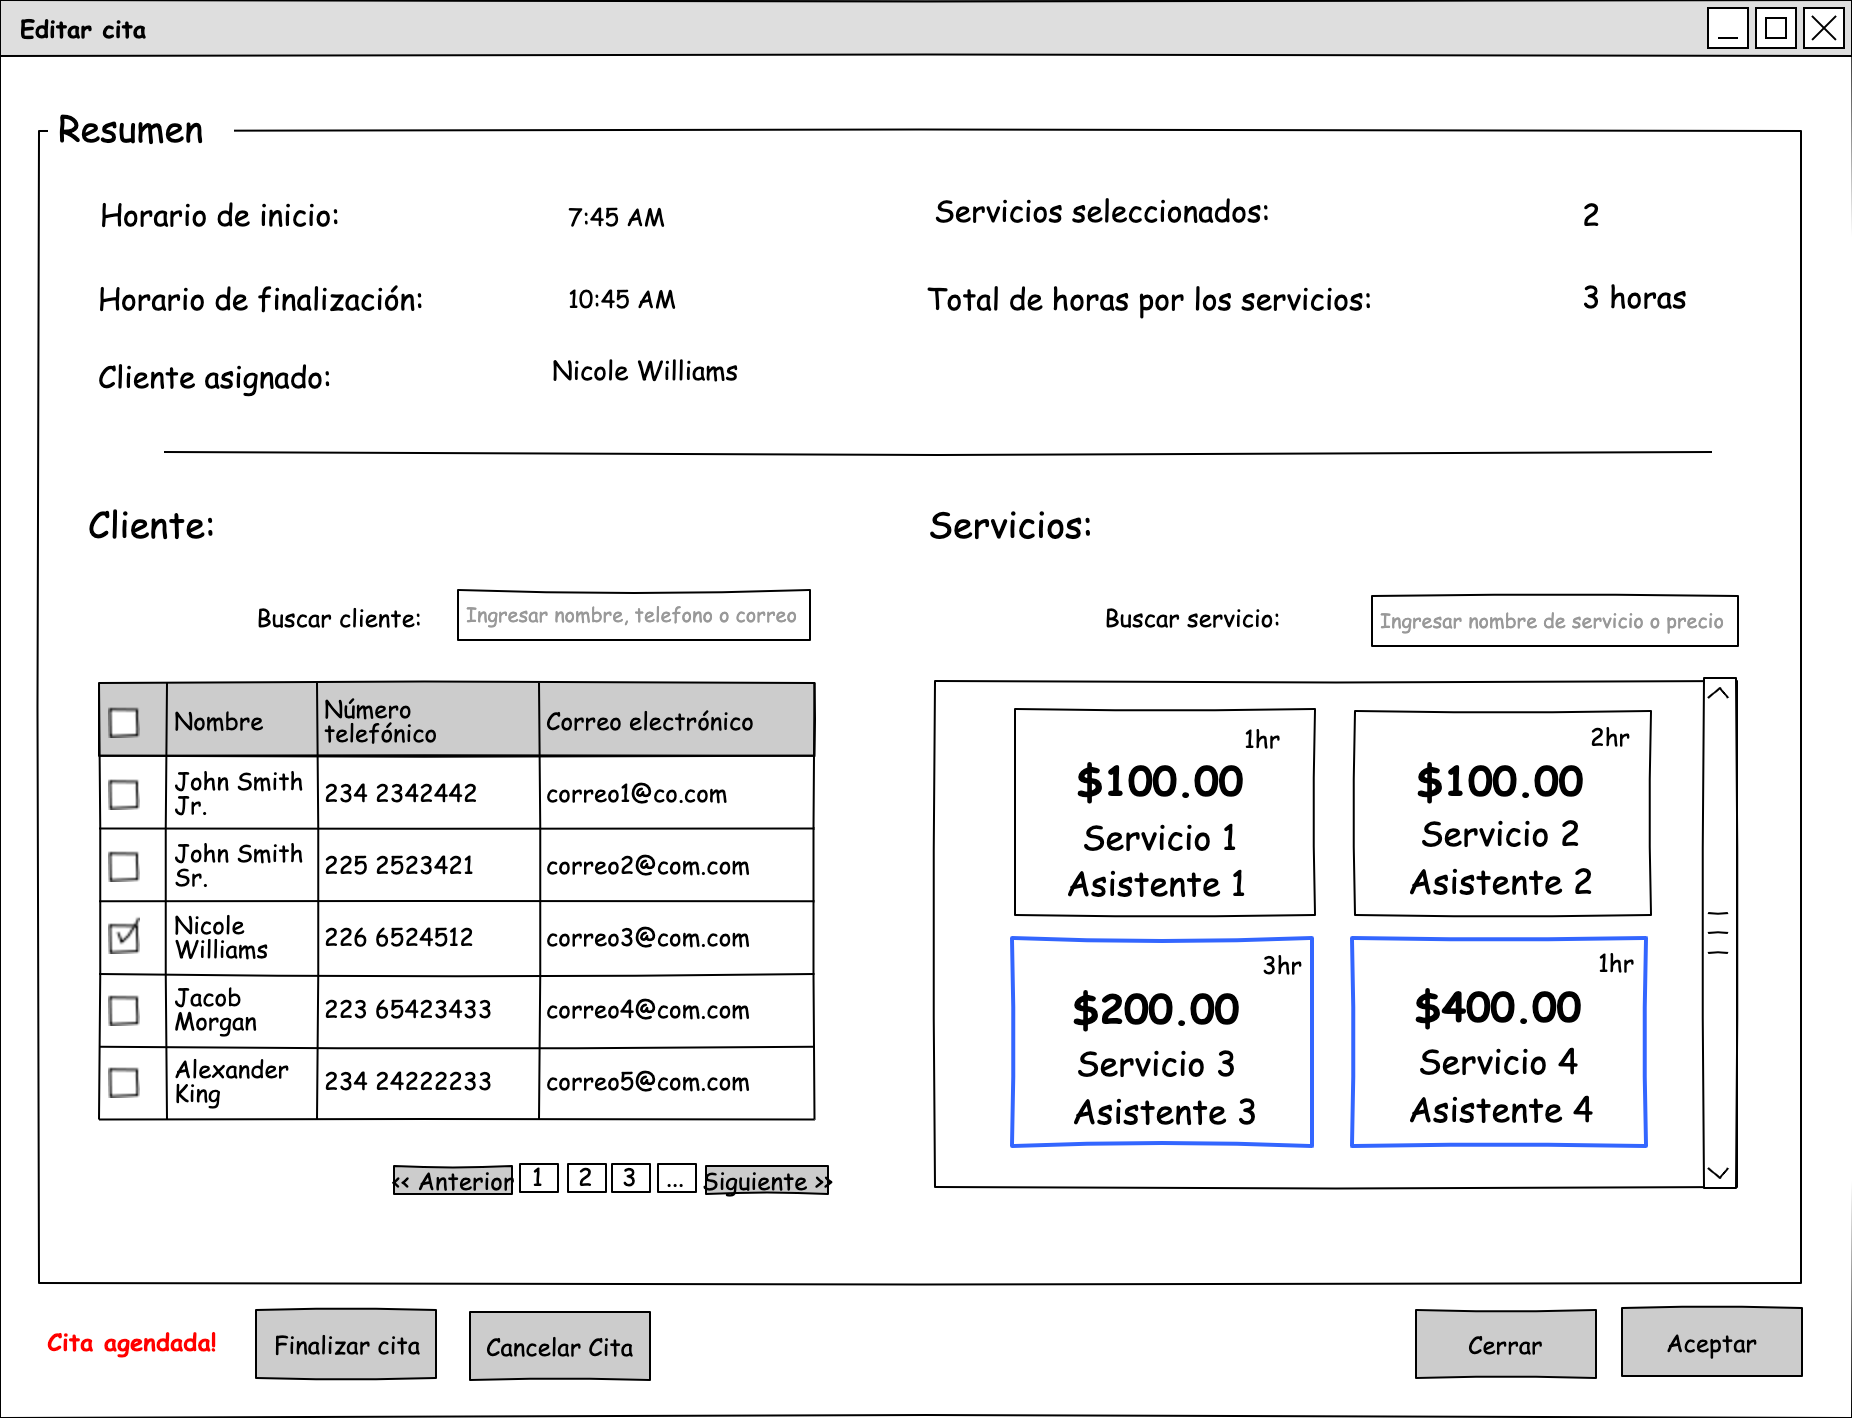 Editar cita
Resumen
Horario de inicio: 7:45 AM
Servicios seleccionados: 2
Horario de finalización: 10:45 AM
Total de horas por los servicios: 3 horas
Cliente asignado: Nicole Williams
Cliente:
Buscar cliente: Ingresar nombre, telefono o correo
Nombre Número telefónico Correo electrónico
John Smith Jr. 234 2342442 correo1@co.com
John Smith Sr. 225 2523421 correo2@com.com
Nicole Williams 226 6524512 correo3@com.com
Jacob Morgan 223 65423433 correo4@com.com
Alexander King 234 24222233 correo5@com.com
<< Anterior 1 2 3 ... Siguiente >>
Servicios:
Buscar servicio: Ingresar nombre de servicio o precio
1hr
$100.00
Servicio 1
Asistente 1
2hr
$100.00
Servicio 2
Asistente 2
3hr
$200.00
Servicio 3
Asistente 3
1hr
$400.00
Servicio 4
Asistente 4
Cita agendada! Finalizar cita Cancelar Cita Cerrar Aceptar